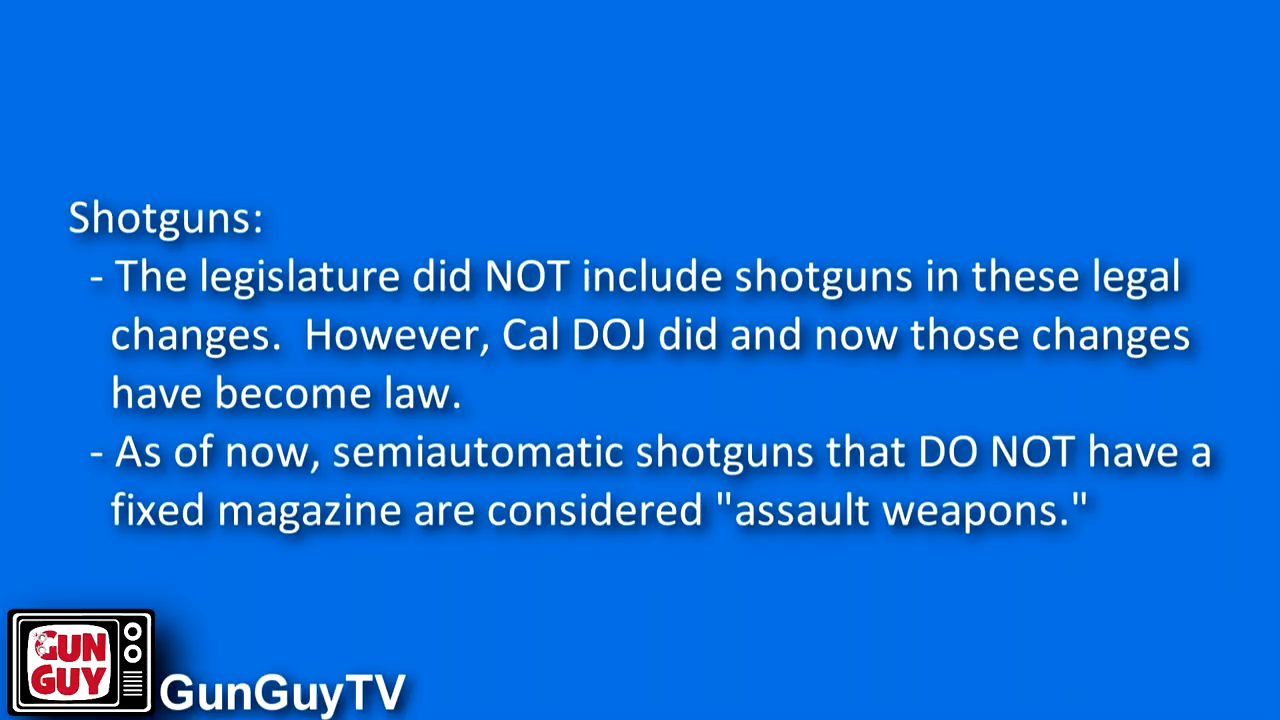 Shotguns:
- The legislature did NOT include shotguns in these legal
changes.  However, Cal DOJ did and now those changes
have become law.
- As of now, semiautomatic shotguns that DO NOT have a
fixed magazine are considered "assault weapons."
GUN
GUY
GunGuyTV